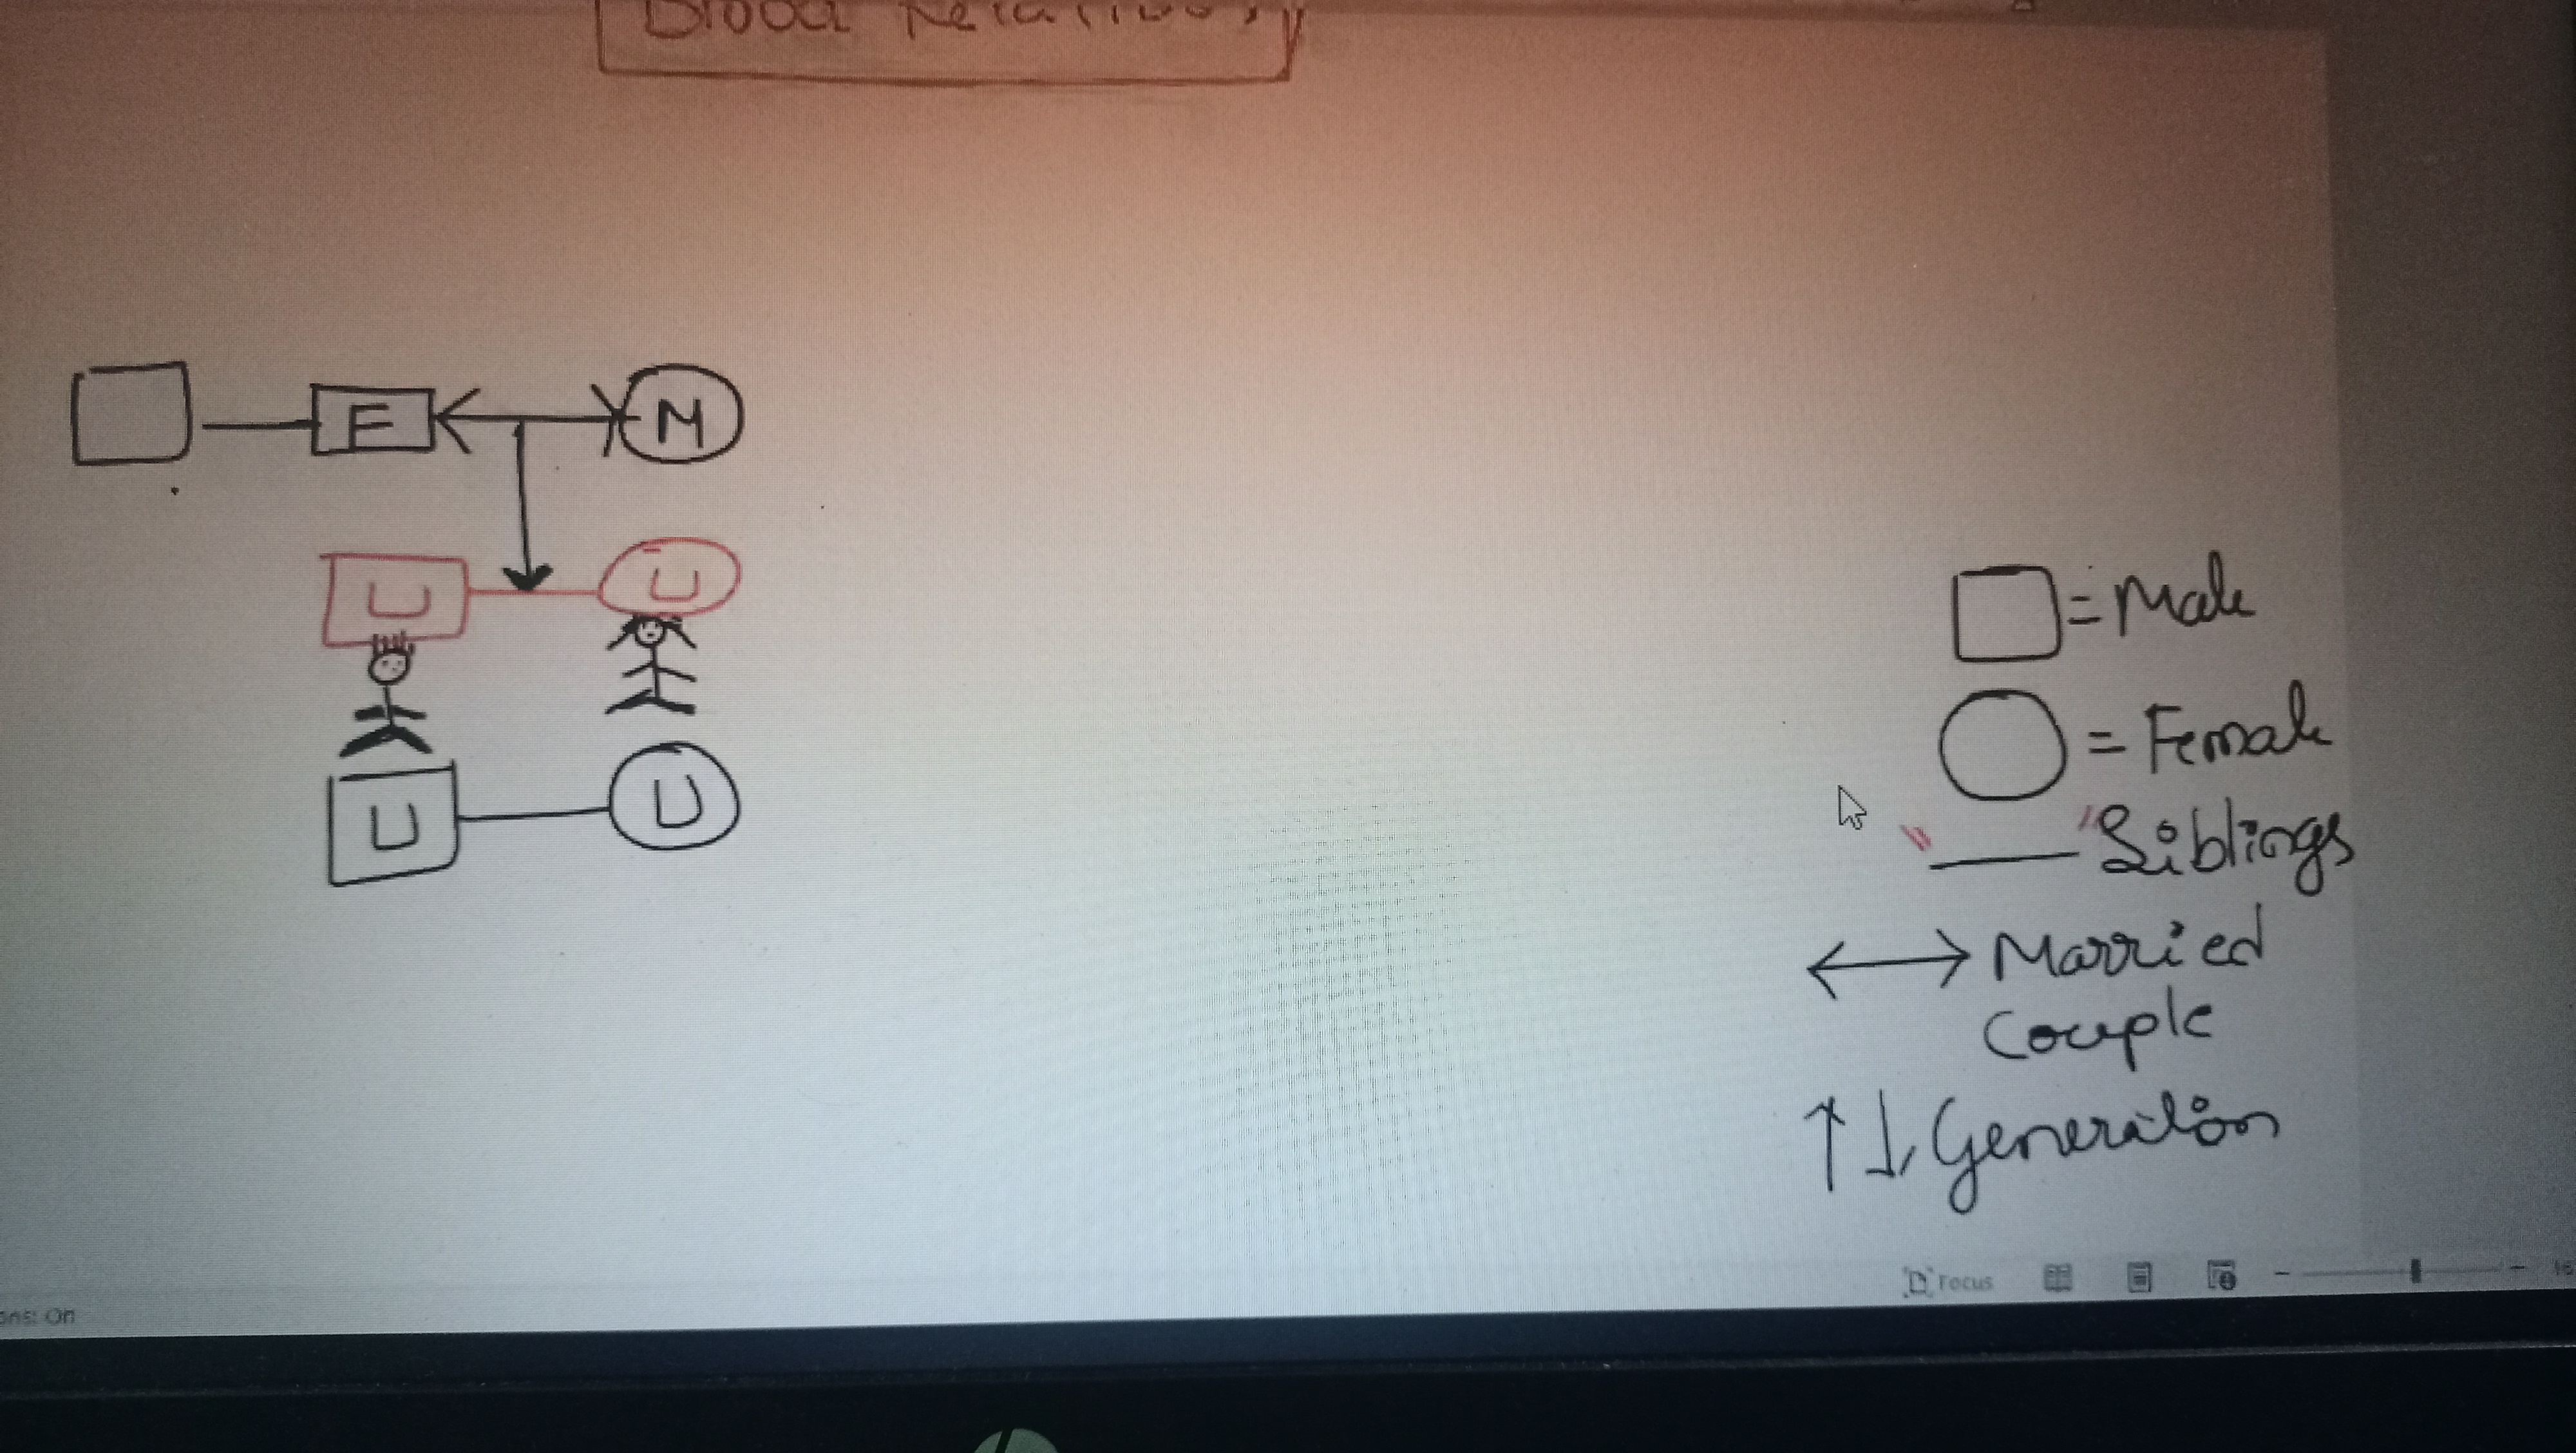 Blood Relations
E M
U U
U U
= Male
= Female
" " Siblings
Married
Couple
Generation
Focus